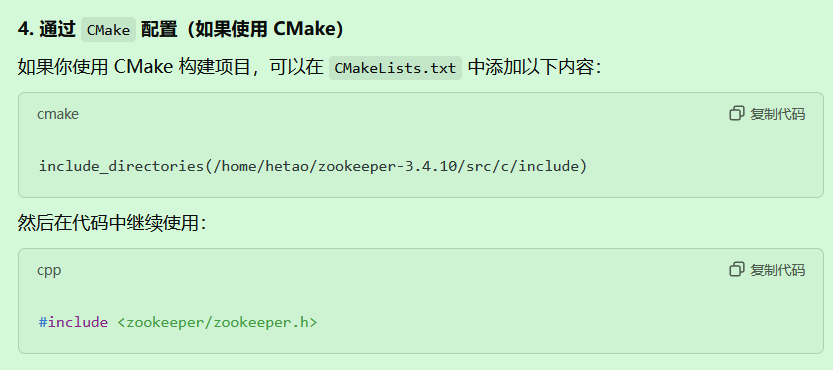 4. 通过 CMake 配置（如果使用 CMake）
如果你使用 CMake 构建项目，可以在 CMakeLists.txt 中添加以下内容：
cmake 复制代码
include_directories(/home/hetao/zookeeper-3.4.10/src/c/include)
然后在代码中继续使用：
cpp 复制代码
#include <zookeeper/zookeeper.h>